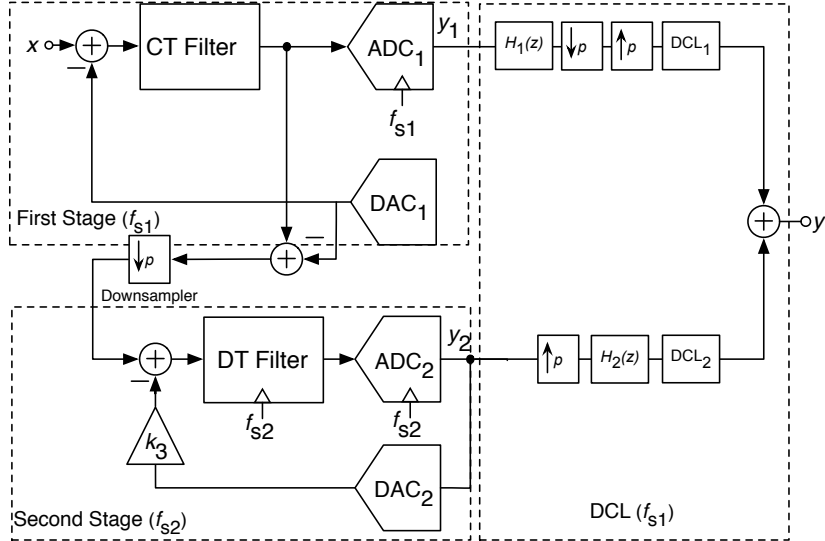 x
CT Filter
ADC1
y1
fs1
DAC1
First Stage (fs1)
H1(z)
p
p
DCL1
y
p
Downsampler
DT Filter
fs2
ADC2
fs2
y2
k3
DAC2
Second Stage (fs2)
p
H2(z)
DCL2
DCL (fs1)